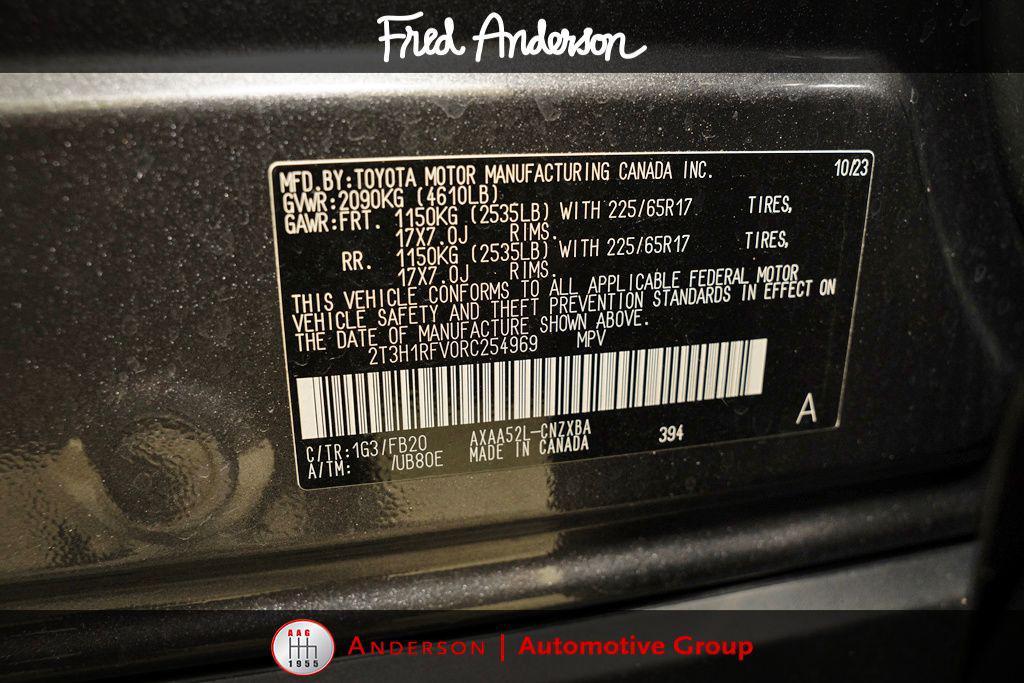 Fred Anderson
MFD.BY:TOYOTA MOTOR MANUFACTURING CANADA INC. 10/23
GVWR:2090KG (4610LB)
GAWR:FRT. 1150KG (2535LB) WITH 225/65R17 TIRES,
17X7.0J RIMS.
RR. 1150KG (2535LB) WITH 225/65R17 TIRES,
17X7.0J RIMS.
THIS VEHICLE CONFORMS TO ALL APPLICABLE FEDERAL MOTOR
VEHICLE SAFETY AND THEFT PREVENTION STANDARDS IN EFFECT ON
THE DATE OF MANUFACTURE SHOWN ABOVE.
2T3H1RFV0RC254969 MPV
A
C/TR:1G3/FB20 AXAA52L-CNZXBA 394
A/TM: /UB80E MADE IN CANADA
AAG
1955
ANDERSON | Automotive Group